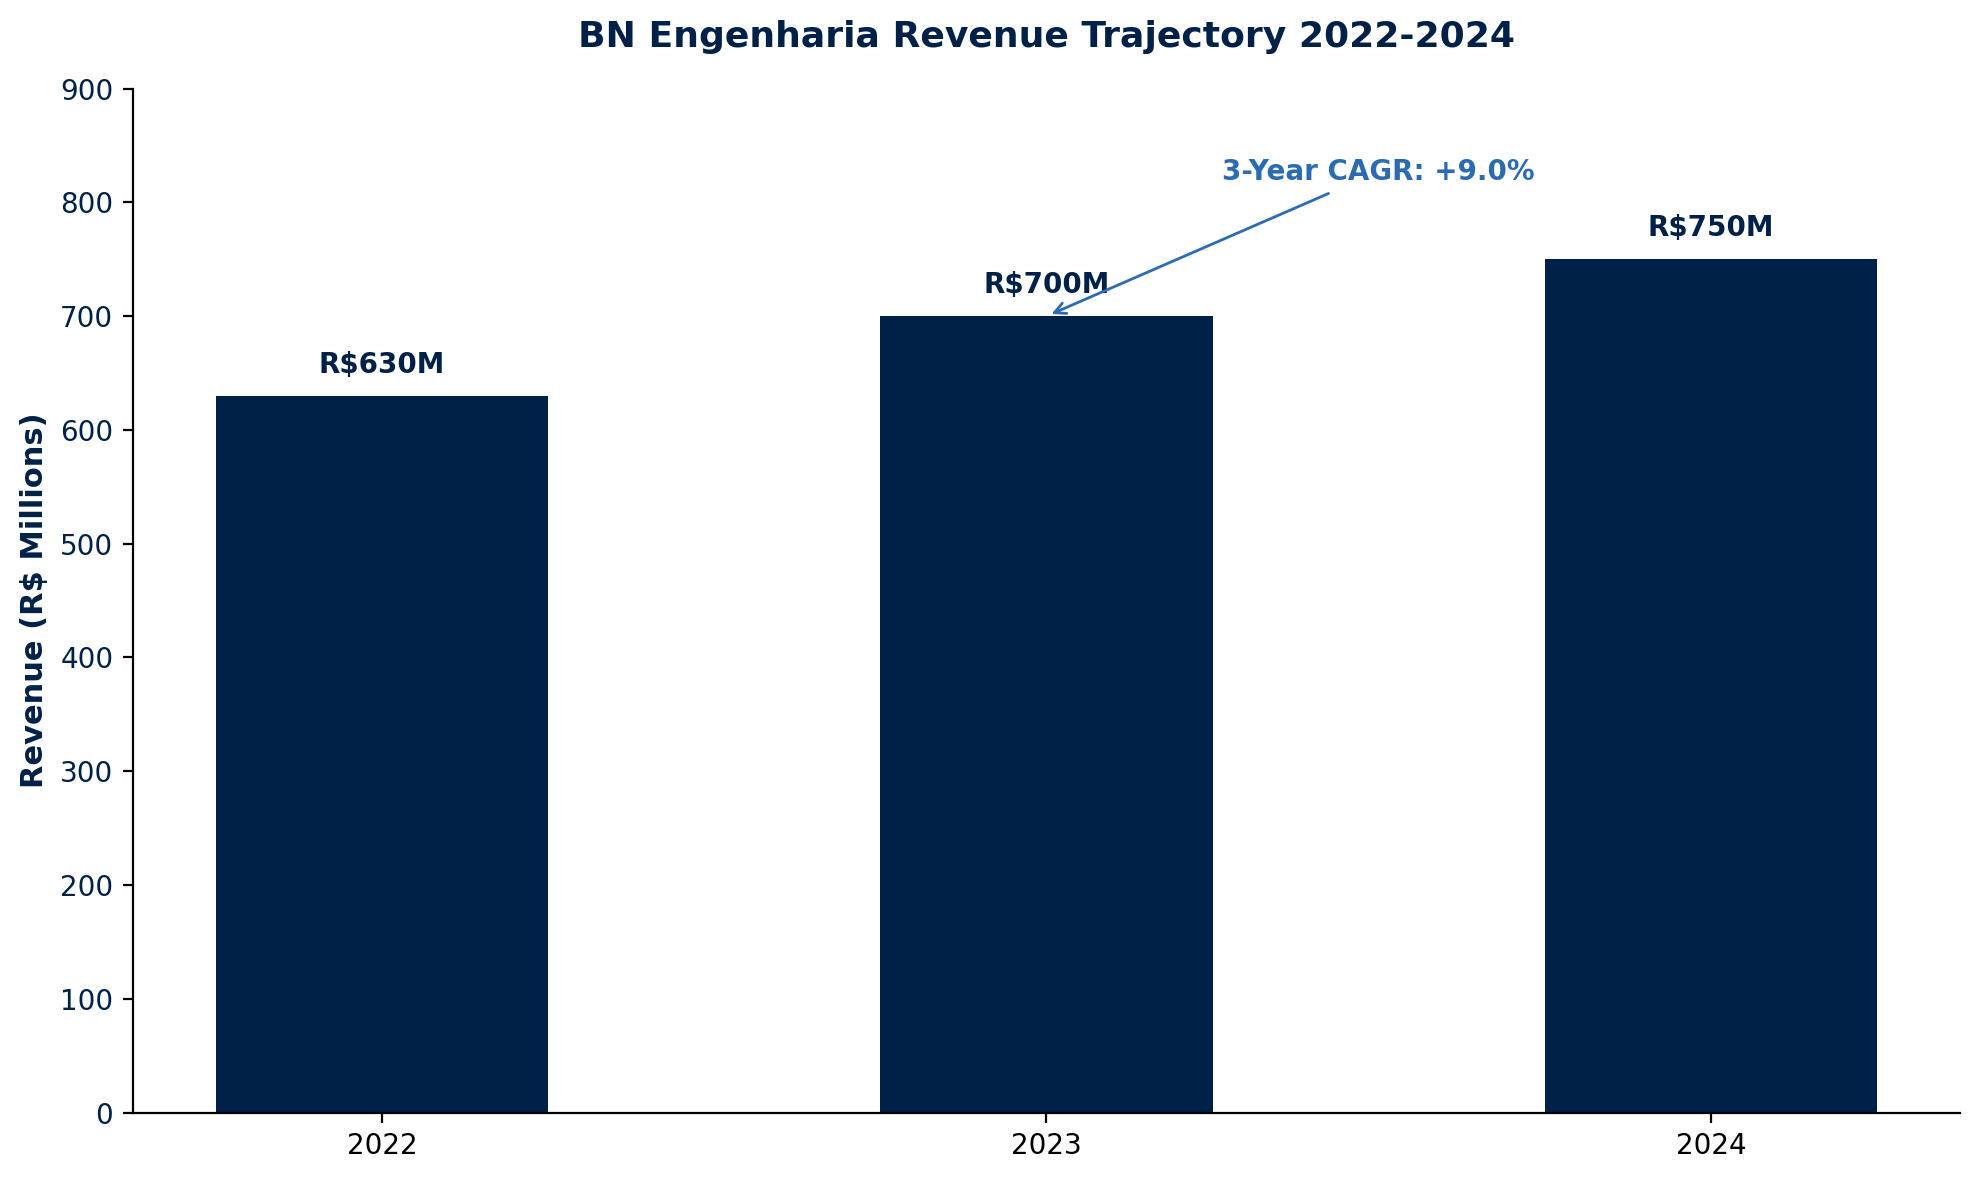 BN Engenharia Revenue Trajectory 2022-2024
Revenue (R$ Millions)
900
800
700
600
500
400
300
200
100
0
3-Year CAGR: +9.0%
R$630M
R$700M
R$750M
2022
2023
2024